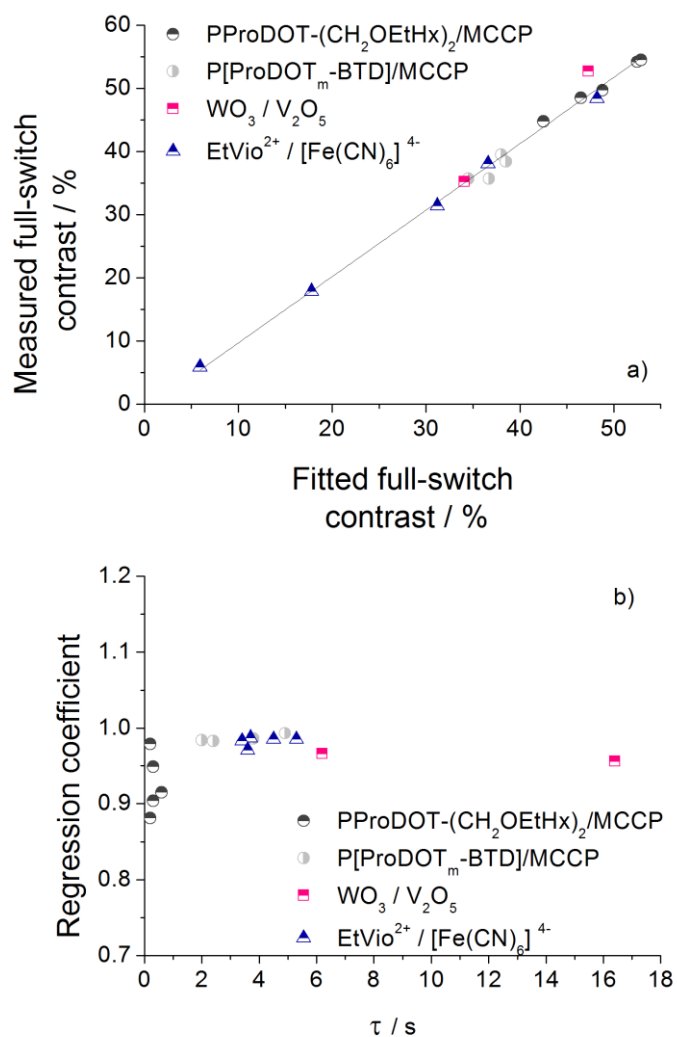 60
50
40
30
20
10
0
Measured full-switch
contrast / %
PProDOT-(CH₂OEtHx)₂/MCCP
P[ProDOTₘ-BTD]/MCCP
WO₃ / V₂O₅
EtVio²⁺ / [Fe(CN)₆] ⁴⁻
a)
0 10 20 30 40 50
Fitted full-switch
contrast / %
1.2
1.1
1.0
0.9
0.8
0.7
Regression coefficient
b)
PProDOT-(CH₂OEtHx)₂/MCCP
P[ProDOTₘ-BTD]/MCCP
WO₃ / V₂O₅
EtVio²⁺ / [Fe(CN)₆] ⁴⁻
0 2 4 6 8 10 12 14 16 18
τ / s